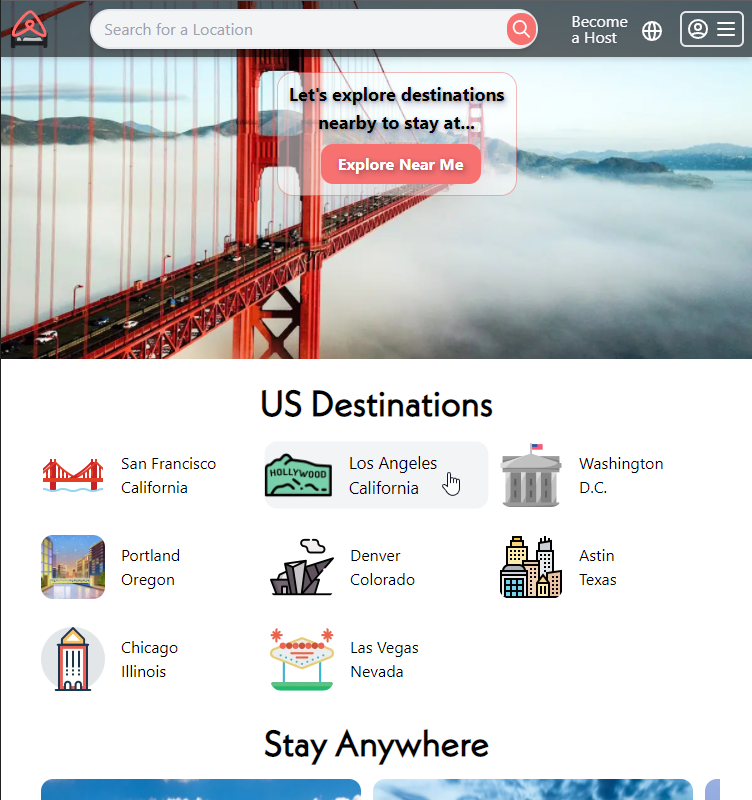 Search for a Location
Become
a Host
Let's explore destinations
nearby to stay at...
Explore Near Me
US Destinations
San Francisco
California
HOLLYWOOD
Los Angeles
California
Washington
D.C.
Portland
Oregon
Denver
Colorado
Astin
Texas
Chicago
Illinois
Las Vegas
Nevada
Stay Anywhere